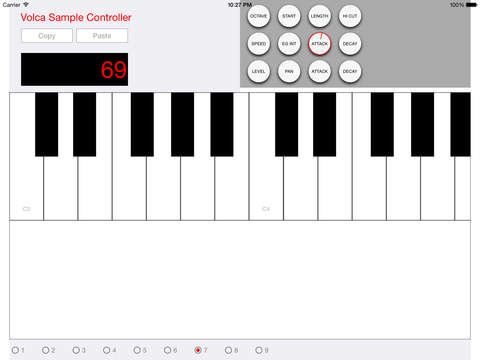 Carrier 10:27 PM 100%
Volca Sample Controller
Copy Paste
69
OCTAVE START LENGTH HI CUT
SPEED EG INT ATTACK DECAY
LEVEL PAN ATTACK DECAY
C3 C4
1 2 3 4 5 6 7 8 9